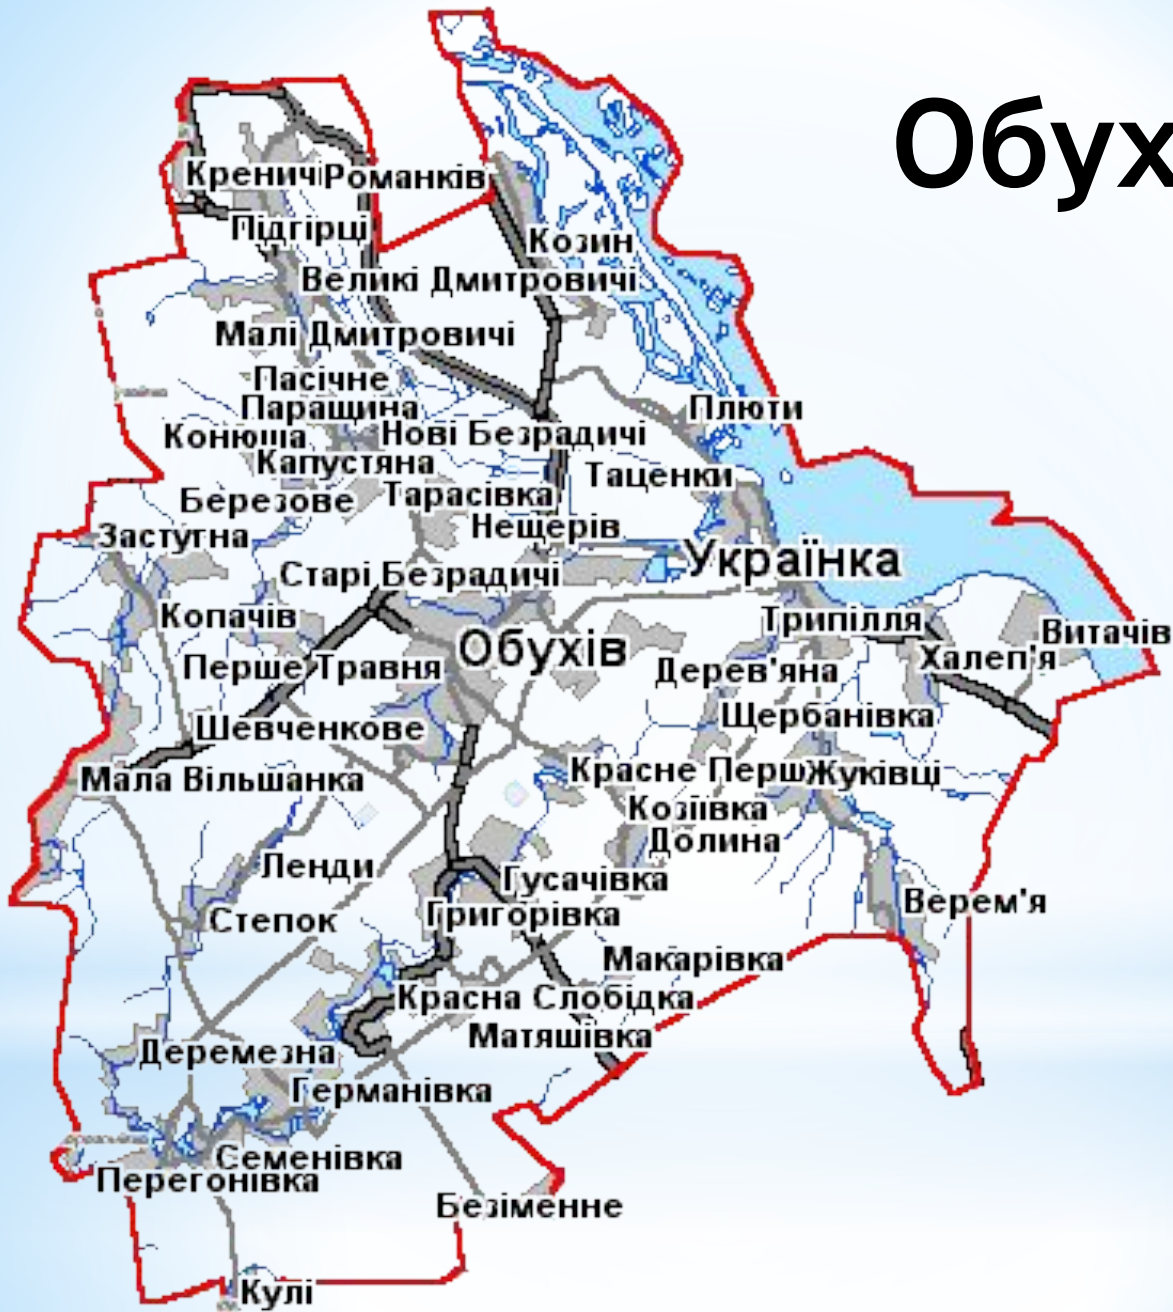 Обух
Креничі
Романків
Підгірці
Козин
Великі Дмитровичі
Малі Дмитровичі
Пасічне
Паращина
Плюти
Конюша
Нові Безрадичі
Капустяна
Таценки
Березове
Тарасівка
Нещерів
Застугна
Українка
Старі Безрадичі
Копачів
Трипілля
Витачів
Обухів
Халеп'я
Перше Травня
Дерев'яна
Щербанівка
Шевченкове
Мала Вільшанка
Красне Перш
Жуківці
Козіївка
Долина
Ленди
Гусачівка
Верем'я
Степок
Григорівка
Макарівка
Красна Слобідка
Матяшівка
Деремезна
Германівка
Семенівка
Перегонівка
Безіменне
Кулі